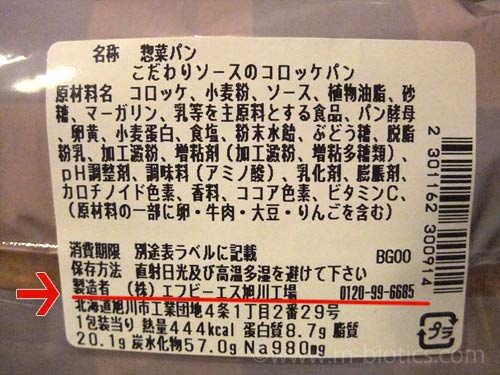 名称 惣菜パン
こだわりソースのコロッケパン
原材料名 コロッケ、小麦粉、ソース、植物油脂、砂
糖、マーガリン、乳等を主原料とする食品、パン酵母
、卵黄、小麦蛋白、食塩、粉末水飴、ぶどう糖、脱脂
粉乳、加工澱粉、増粘剤（増粘多糖類）、
pH調整剤、調味料（アミノ酸）、乳化剤、膨脹剤、
カロチノイド色素、香料、ココア色素、ビタミンC、
（原材料の一部に卵・牛肉・大豆・りんごを含む）
消費期限 別途表ラベルに記載 BG00
保存方法 直射日光及び高温多湿を避けて下さい
製造者 （株）エフビーエス旭川工場 0120-99-6685
北海道旭川市工業団地4条1丁目2番29号
1包装当り 熱量444kcal 蛋白質8.7g 脂質
20.1g 炭水化物57.0g Na980mg
プラ
2 301162 300914
m-biotics.com